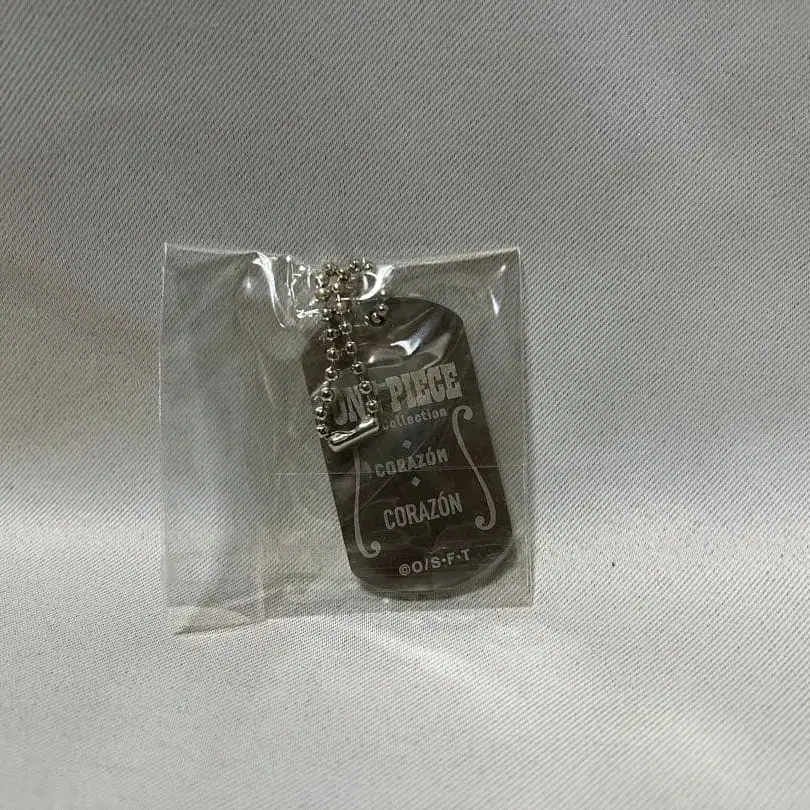 ONE PIECE
Collection
CORAZÓN
CORAZÓN
©O/S・F・T